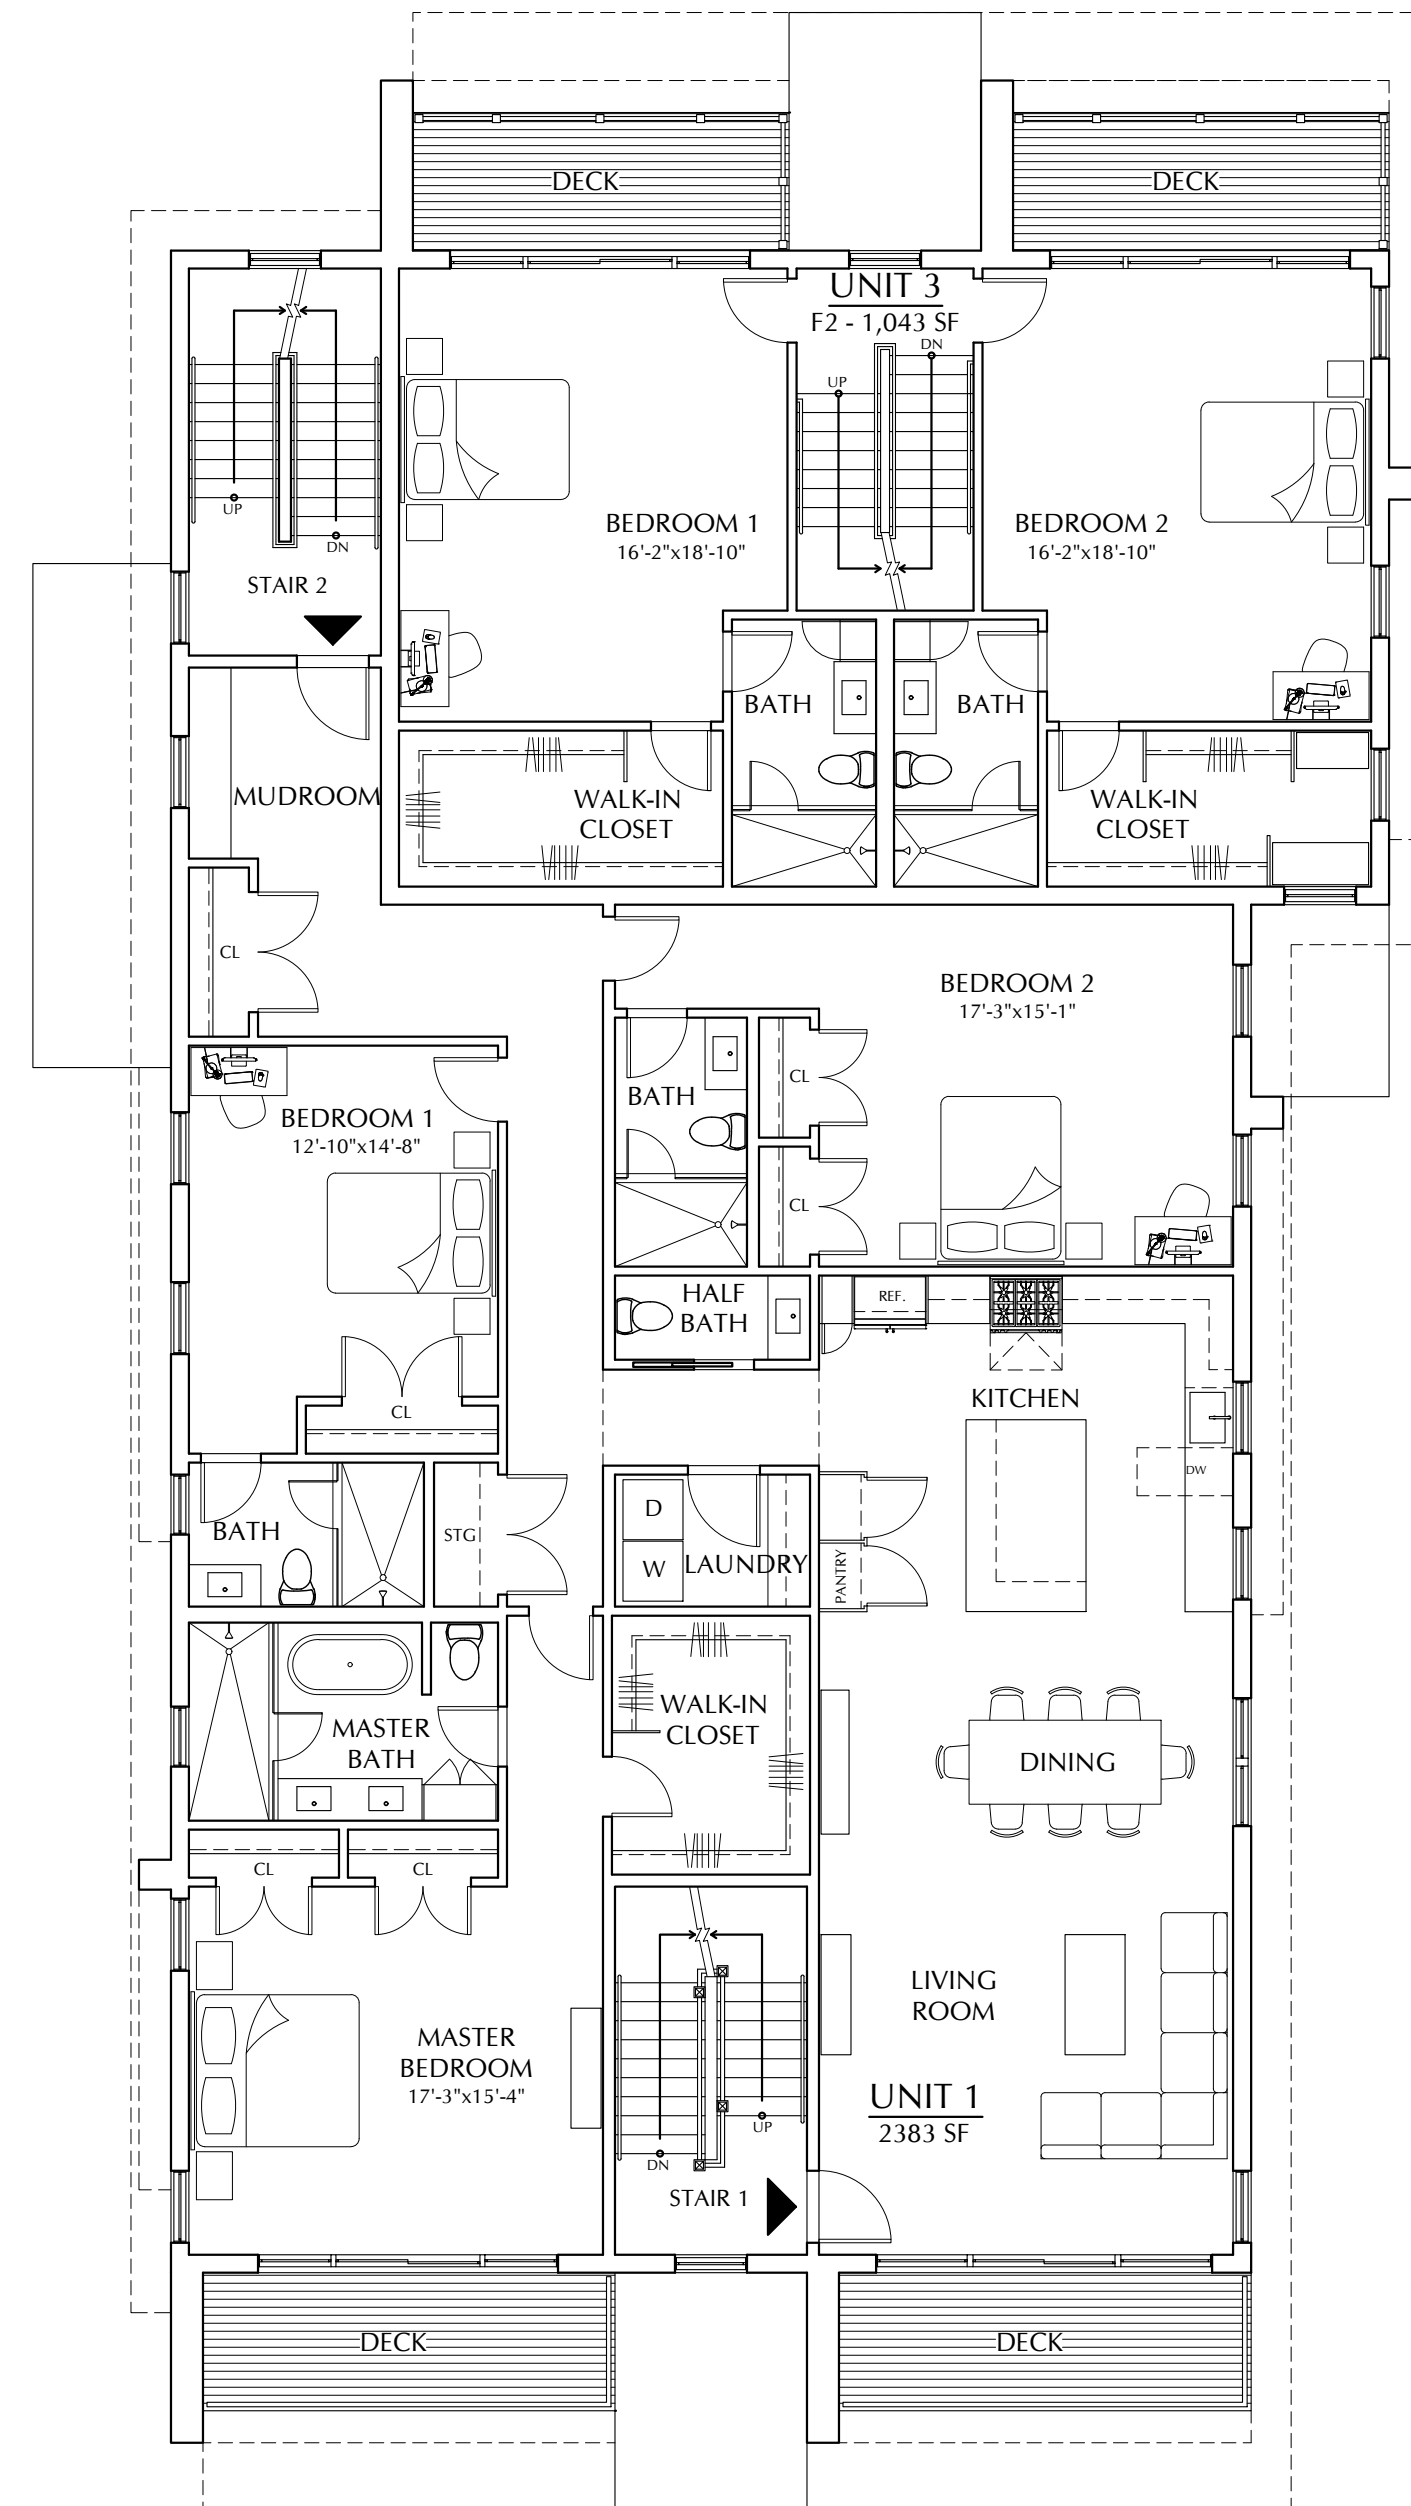 DECK
DECK
UNIT 3
F2 - 1,043 SF
DN
UP
UP
DN
BEDROOM 1
16'-2"x18'-10"
BEDROOM 2
16'-2"x18'-10"
STAIR 2
BATH
BATH
MUDROOM
WALK-IN
CLOSET
WALK-IN
CLOSET
CL
BEDROOM 2
17'-3"x15'-1"
CL
BATH
BEDROOM 1
12'-10"x14'-8"
CL
HALF
BATH
REF.
KITCHEN
CL
DW
D
STG
BATH
W
LAUNDRY
PANTRY
WALK-IN
CLOSET
MASTER
BATH
DINING
CL
CL
LIVING
ROOM
MASTER
BEDROOM
17'-3"x15'-4"
UNIT 1
2383 SF
UP
DN
STAIR 1
DECK
DECK